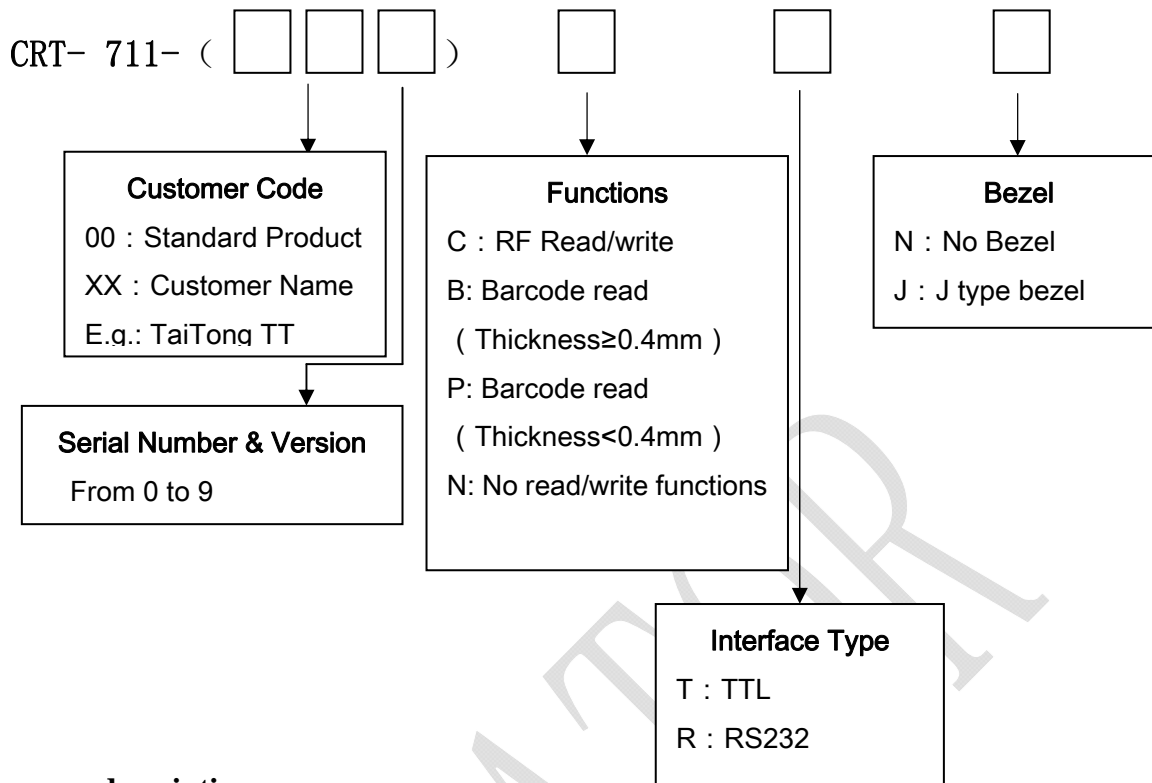 CRT- 711-（ ）
Customer Code
00：Standard Product
XX：Customer Name
E.g.: TaiTong TT
Serial Number & Version
From 0 to 9
Functions
C：RF Read/write
B: Barcode read
（Thickness≥0.4mm）
P: Barcode read
（Thickness<0.4mm）
N: No read/write functions
Bezel
N：No Bezel
J：J type bezel
Interface Type
T：TTL
R：RS232